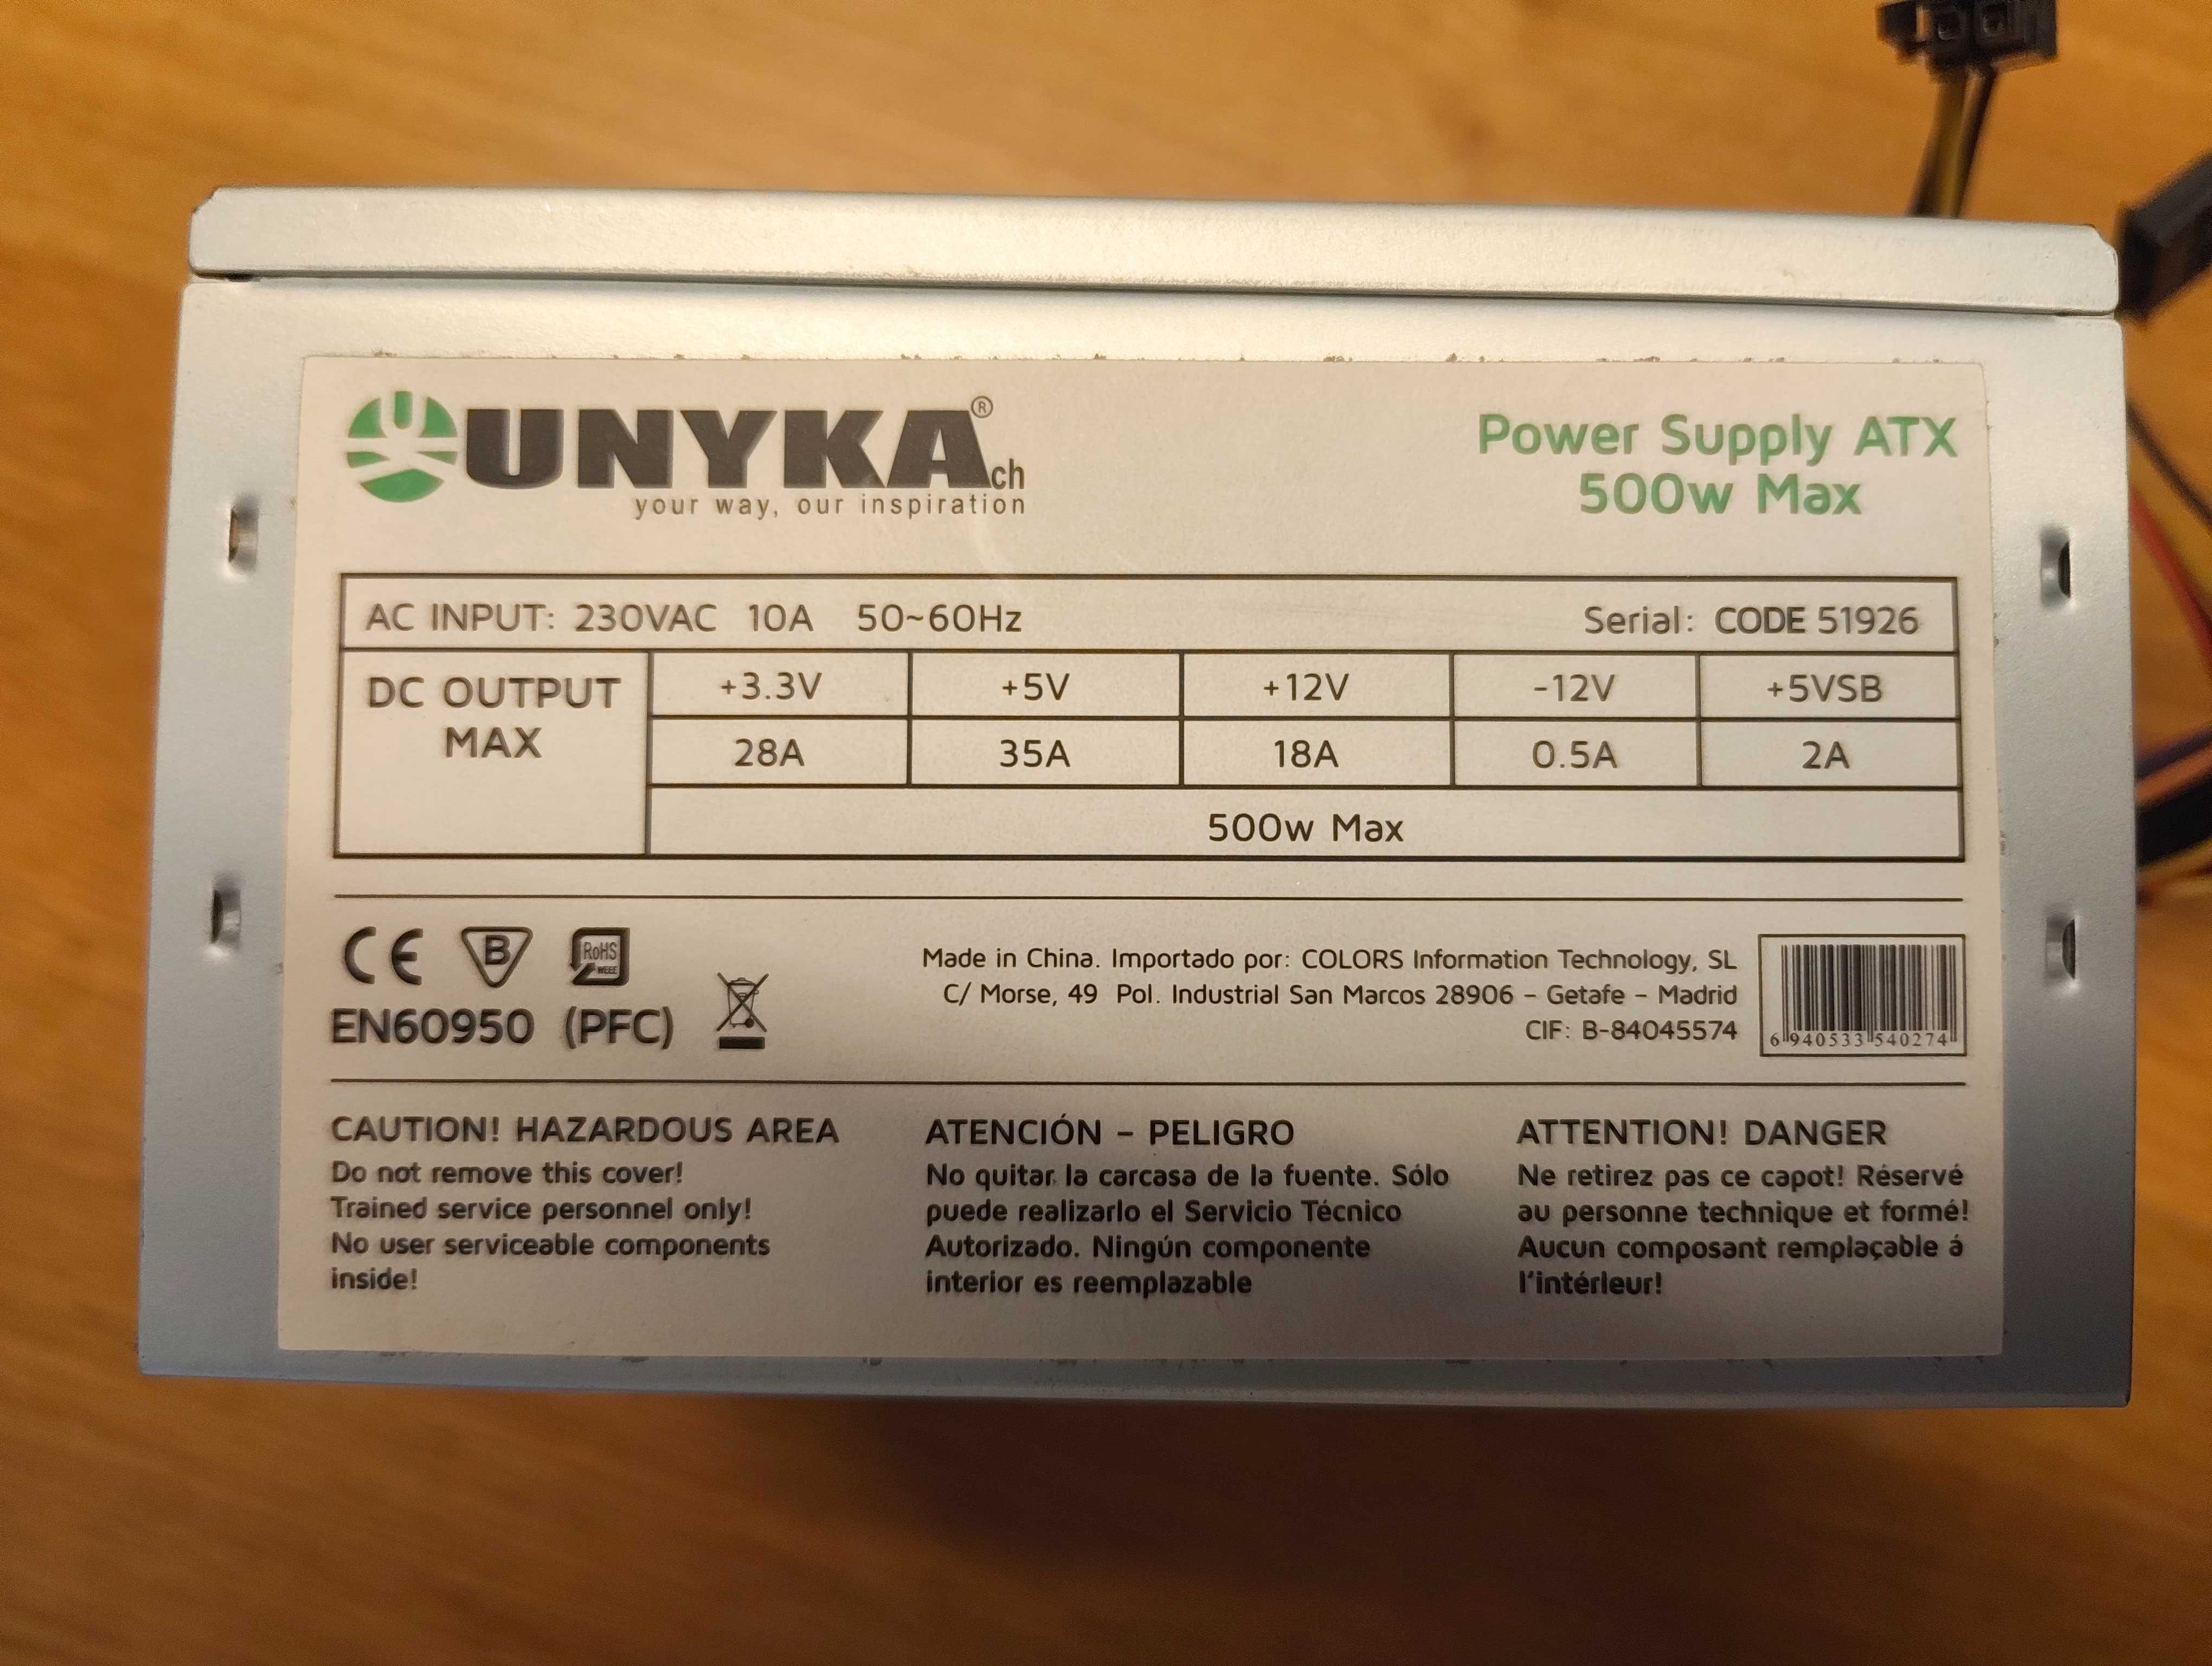 UNYKA®ch
your way, our inspiration
Power Supply ATX
500w Max
AC INPUT: 230VAC 10A 50~60Hz
Serial: CODE 51926
DC OUTPUT MAX
+3.3V +5V +12V -12V +5VSB
28A 35A 18A 0.5A 2A
500w Max
CE B RoHS WEEE
EN60950 (PFC)
Made in China. Importado por: COLORS Information Technology, SL
C/ Morse, 49 Pol. Industrial San Marcos 28906 – Getafe – Madrid
CIF: B-84045574
6 940533 540274
CAUTION! HAZARDOUS AREA
Do not remove this cover!
Trained service personnel only!
No user serviceable components
inside!
ATENCIÓN – PELIGRO
No quitar la carcasa de la fuente. Sólo
puede realizarlo el Servicio Técnico
Autorizado. Ningún componente
interior es reemplazable
ATTENTION! DANGER
Ne retirez pas ce capot! Réservé
au personne technique et formé!
Aucun composant remplaçable á
l'intérleur!